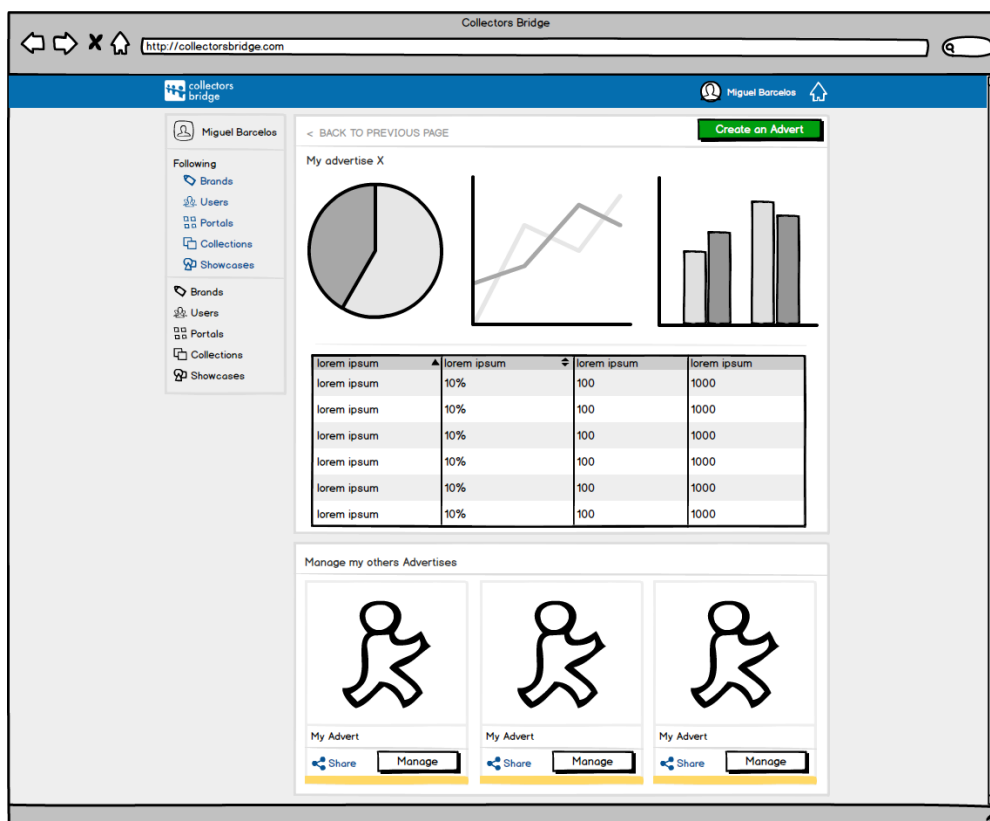 Collectors Bridge
http://collectorsbridge.com
collectors
bridge
Miguel Barcelos
Miguel Barcelos
Following
Brands
Users
Portals
Collections
Showcases
Brands
Users
Portals
Collections
Showcases
< BACK TO PREVIOUS PAGE
Create an Advert
My advertise X
lorem ipsum lorem ipsum lorem ipsum lorem ipsum
lorem ipsum 10% 100 1000
lorem ipsum 10% 100 1000
lorem ipsum 10% 100 1000
lorem ipsum 10% 100 1000
lorem ipsum 10% 100 1000
lorem ipsum 10% 100 1000
Manage my others Advertises
My Advert
Share Manage
My Advert
Share Manage
My Advert
Share Manage